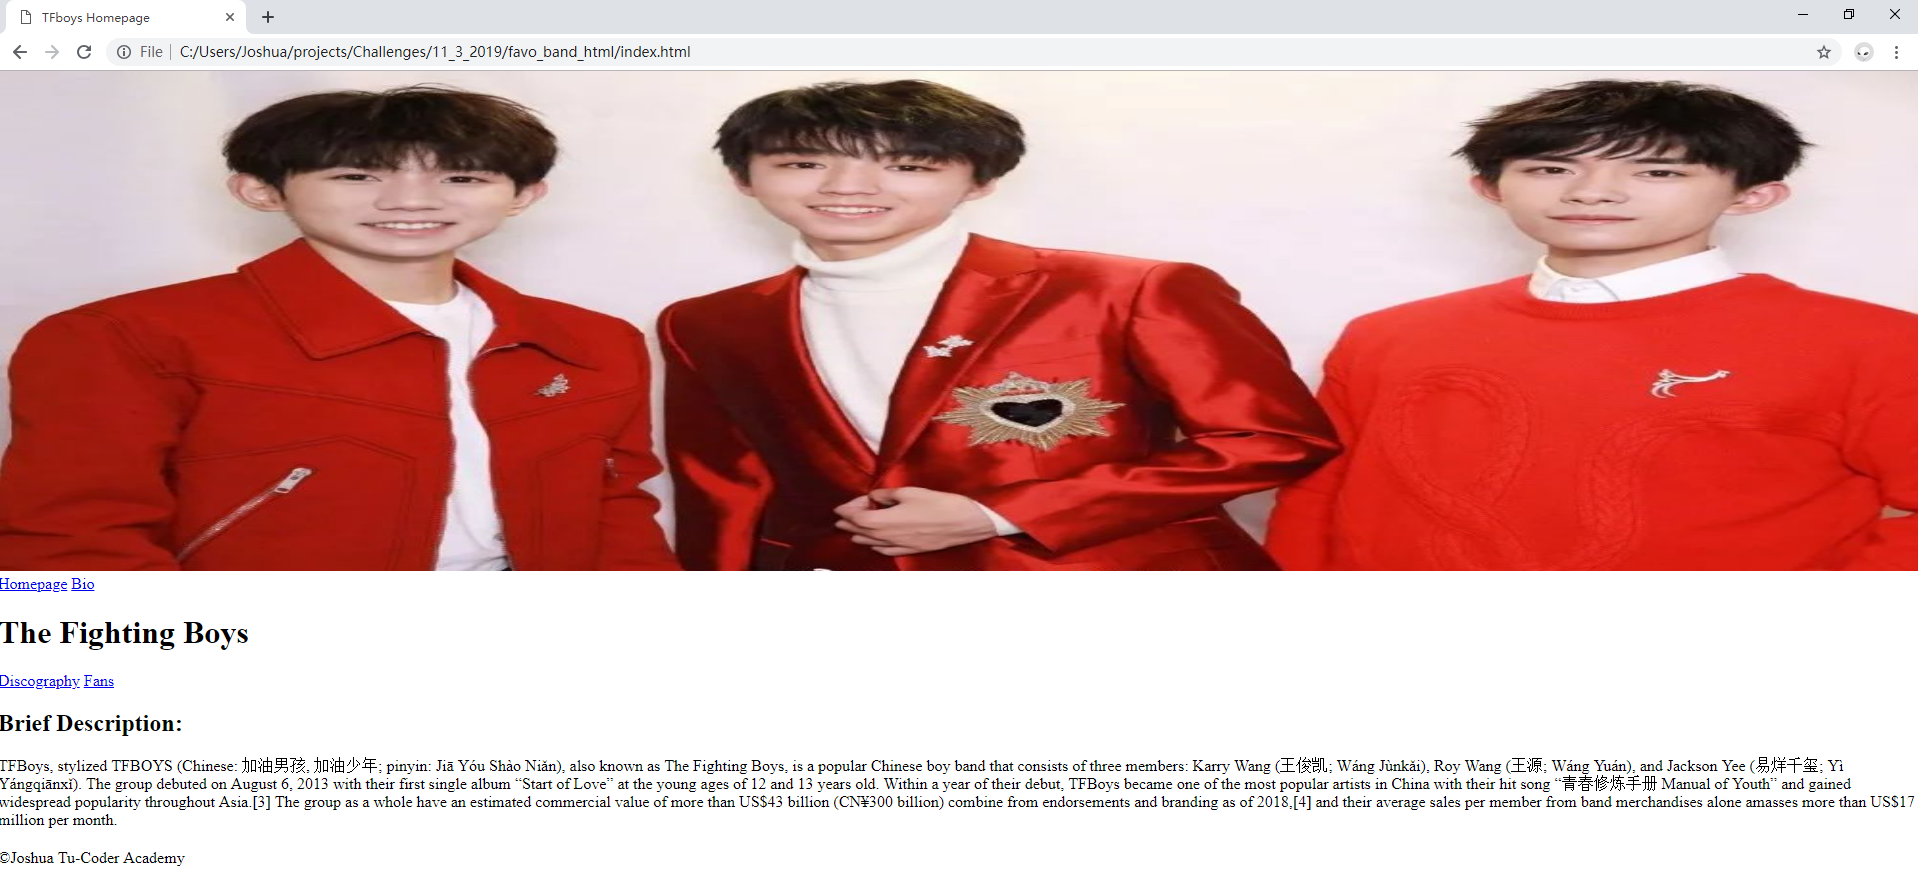 TFboys Homepage
File | C:/Users/Joshua/projects/Challenges/11_3_2019/favo_band_html/index.html
Homepage Bio
The Fighting Boys
Discography Fans
Brief Description:
TFBoys, stylized TFBOYS (Chinese: 加油男孩, 加油少年; pinyin: Jiā Yóu Shào Niǎn), also known as The Fighting Boys, is a popular Chinese boy band that consists of three members: Karry Wang (王俊凯; Wáng Jùnkǎi), Roy Wang (王源; Wáng Yuán), and Jackson Yee (易烊千玺; Yì
Yángqiānxǐ). The group debuted on August 6, 2013 with their first single album “Start of Love” at the young ages of 12 and 13 years old. Within a year of their debut, TFBoys became one of the most popular artists in China with their hit song “青春修炼手册 Manual of Youth” and gained
widespread popularity throughout Asia.[3] The group as a whole have an estimated commercial value of more than US$43 billion (CN¥300 billion) combine from endorsements and branding as of 2018,[4] and their average sales per member from band merchandises alone amasses more than US$17
million per month.
©Joshua Tu-Coder Academy